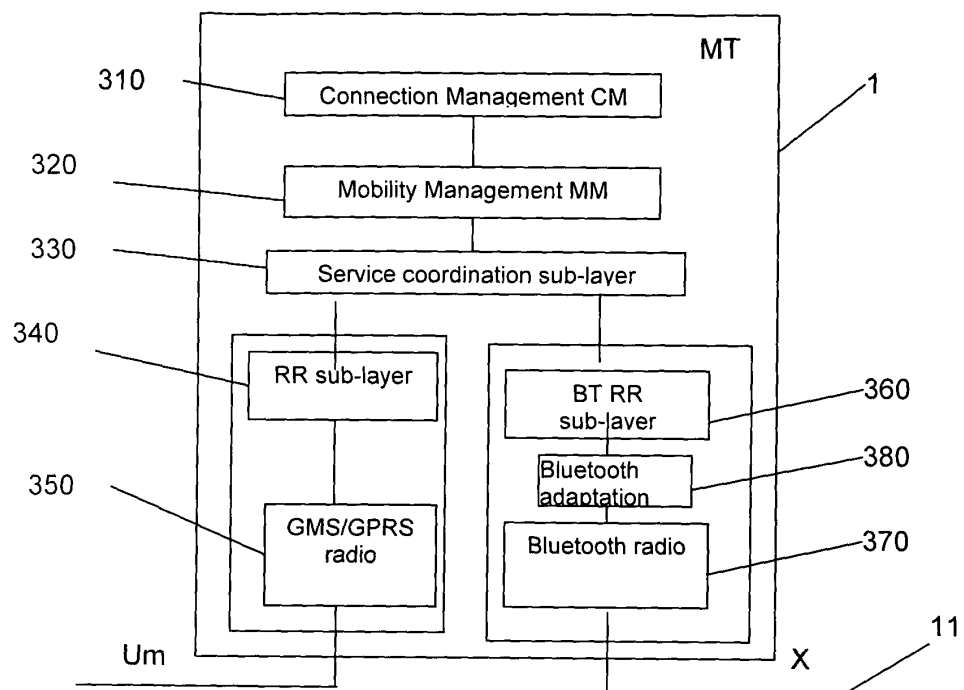 MT
310
Connection Management CM
1
320
Mobility Management MM
330
Service coordination sub-layer
340
RR sub-layer
BT RR
sub-layer
360
Bluetooth
adaptation
380
350
GMS/GPRS
radio
Bluetooth radio
370
Um
X
11